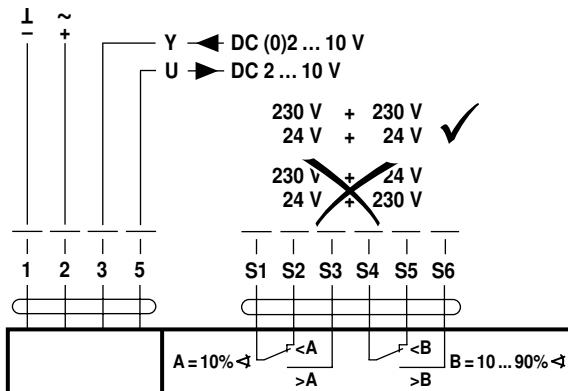 ⊥ ~
− +
Y DC (0)2 ... 10 V
U DC 2 ... 10 V
230 V + 230 V
24 V + 24 V
230 V + 24 V
24 V + 230 V
1 2 3 5 S1 S2 S3 S4 S5 S6
A = 10% <A >A <B >B B = 10 ... 90%